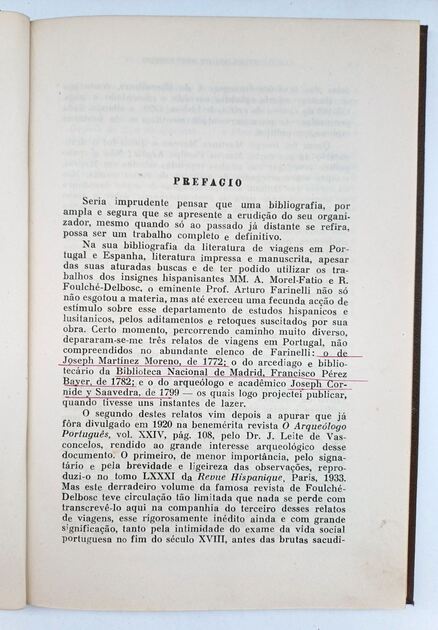 PREFACIO
Seria imprudente pensar que uma bibliografia, por
ampla e segura que se apresente a erudição do seu organi-
zador, mesmo quando só ao passado já distante se refira,
possa ser um trabalho completo e definitivo.
Na sua bibliografia da literatura de viagens em Por-
tugal e Espanha, literatura impressa e manuscrita, apesar
das suas aturadas buscas e de ter podido utilizar os tra-
balhos dos insignes hispanisantes MM. A. Morel-Fatio e R.
Foulché-Delbosc, o eminente Prof. Arturo Farinelli não só
não esgotou a materia, mas até exerceu uma fecunda acção de
estímulo sobre esse departamento de estudos hispanicos e
lusitanicos, pelos aditamentos e retoques suscitados por sua
obra. Certo momento, percorrendo caminho muito diverso,
depararam-se-me três relatos de viagens em Portugal, não
compreendidos no abundante elenco de Farinelli: o de
Joseph Martínez Moreno, de 1772; o do arcediago e biblio-
tecário da Biblioteca Nacional de Madrid, Francisco Pérez
Bayer, de 1782; e o do arqueólogo e acadêmico Joseph Cor-
nide y Saavedra, de 1799 — os quais logo projectei publicar,
quando tivesse uns instantes de lazer.
O segundo destes relatos vim depois a apurar que já
fôra divulgado em 1920 na benemérita revista O Arqueólogo
Português, vol. XXIV, pág. 108, pelo Dr. J. Leite de Vas-
concelos, rendido ao grande interesse arqueológico desse
documento. O primeiro, de menor importância, pelo signa-
tário e pela brevidade e ligeireza das observações, repro-
duzi-o no tomo LXXXI da Revue Hispanique, Paris, 1933.
Mas este derradeiro volume da famosa revista de Foulché-
Delbosc teve circulação tão limitada que nada se perde com
transcrevê-lo aqui na companhia do terceiro desses relatos
de viagens, esse rigorosamente inédito ainda e com grande
significação, tanto pela intimidade do exame da vida social
portuguesa no fim do século XVIII, antes das brutas sacudi-